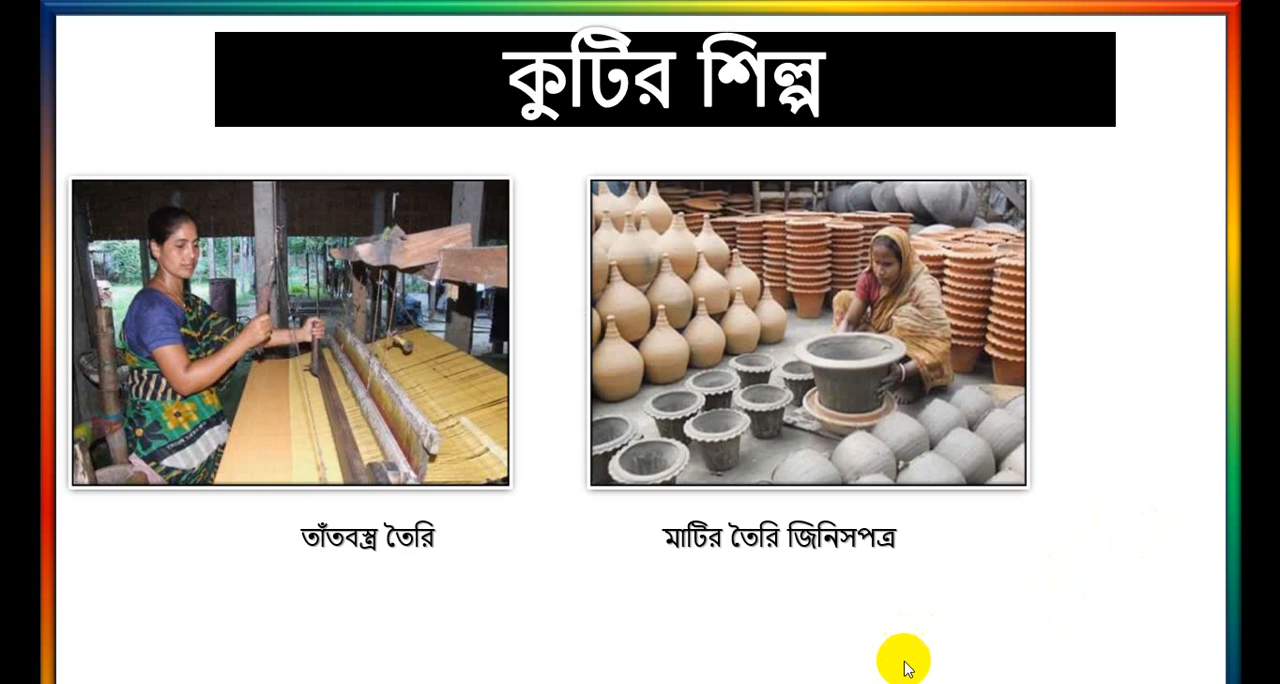 কুটির শিল্প
তাঁতবস্ত্র তৈরি
মাটির তৈরি জিনিসপত্র